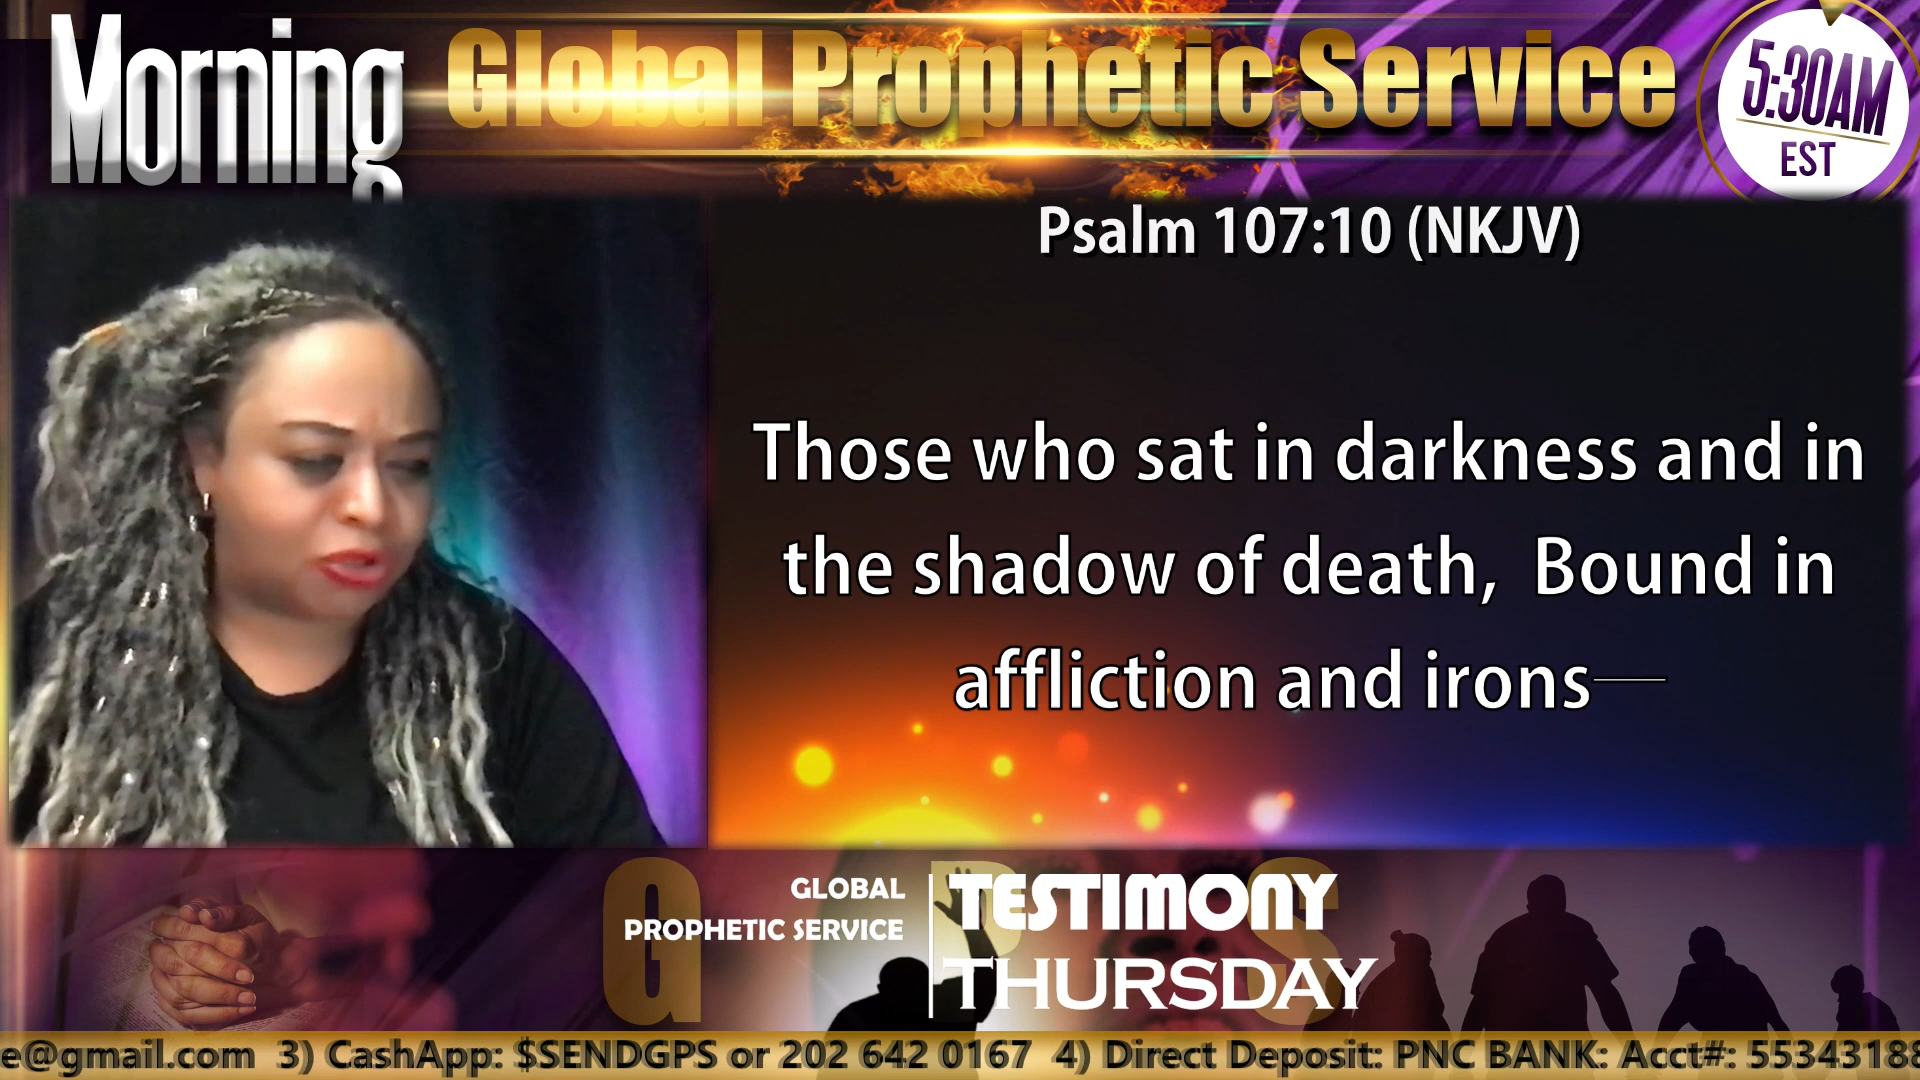 Morning Global Prophetic Service
5:30AM
EST
Psalm 107:10 (NKJV)
Those who sat in darkness and in
the shadow of death, Bound in
affliction and irons—
GPS
GLOBAL
PROPHETIC SERVICE
TESTIMONY
THURSDAY
e@gmail.com 3) CashApp: $SENDGPS or 202 642 0167 4) Direct Deposit: PNC BANK: Acct#: 55343188